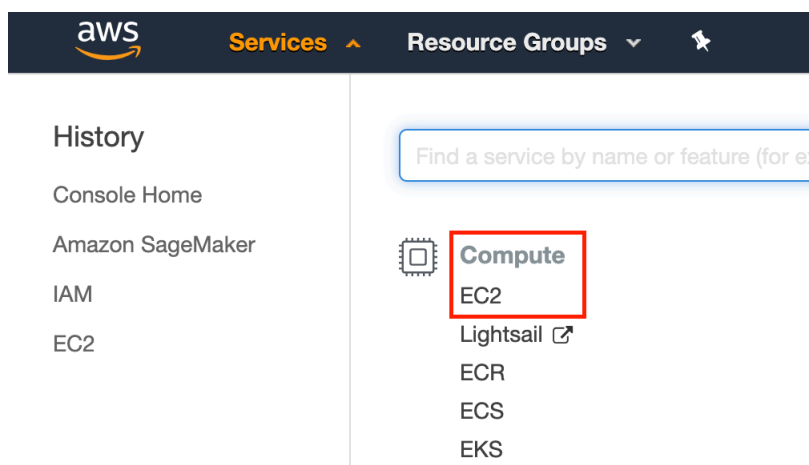 aws
Services
Resource Groups
History
Console Home
Amazon SageMaker
IAM
EC2
Find a service by name or feature (for e
Compute
EC2
Lightsail
ECR
ECS
EKS